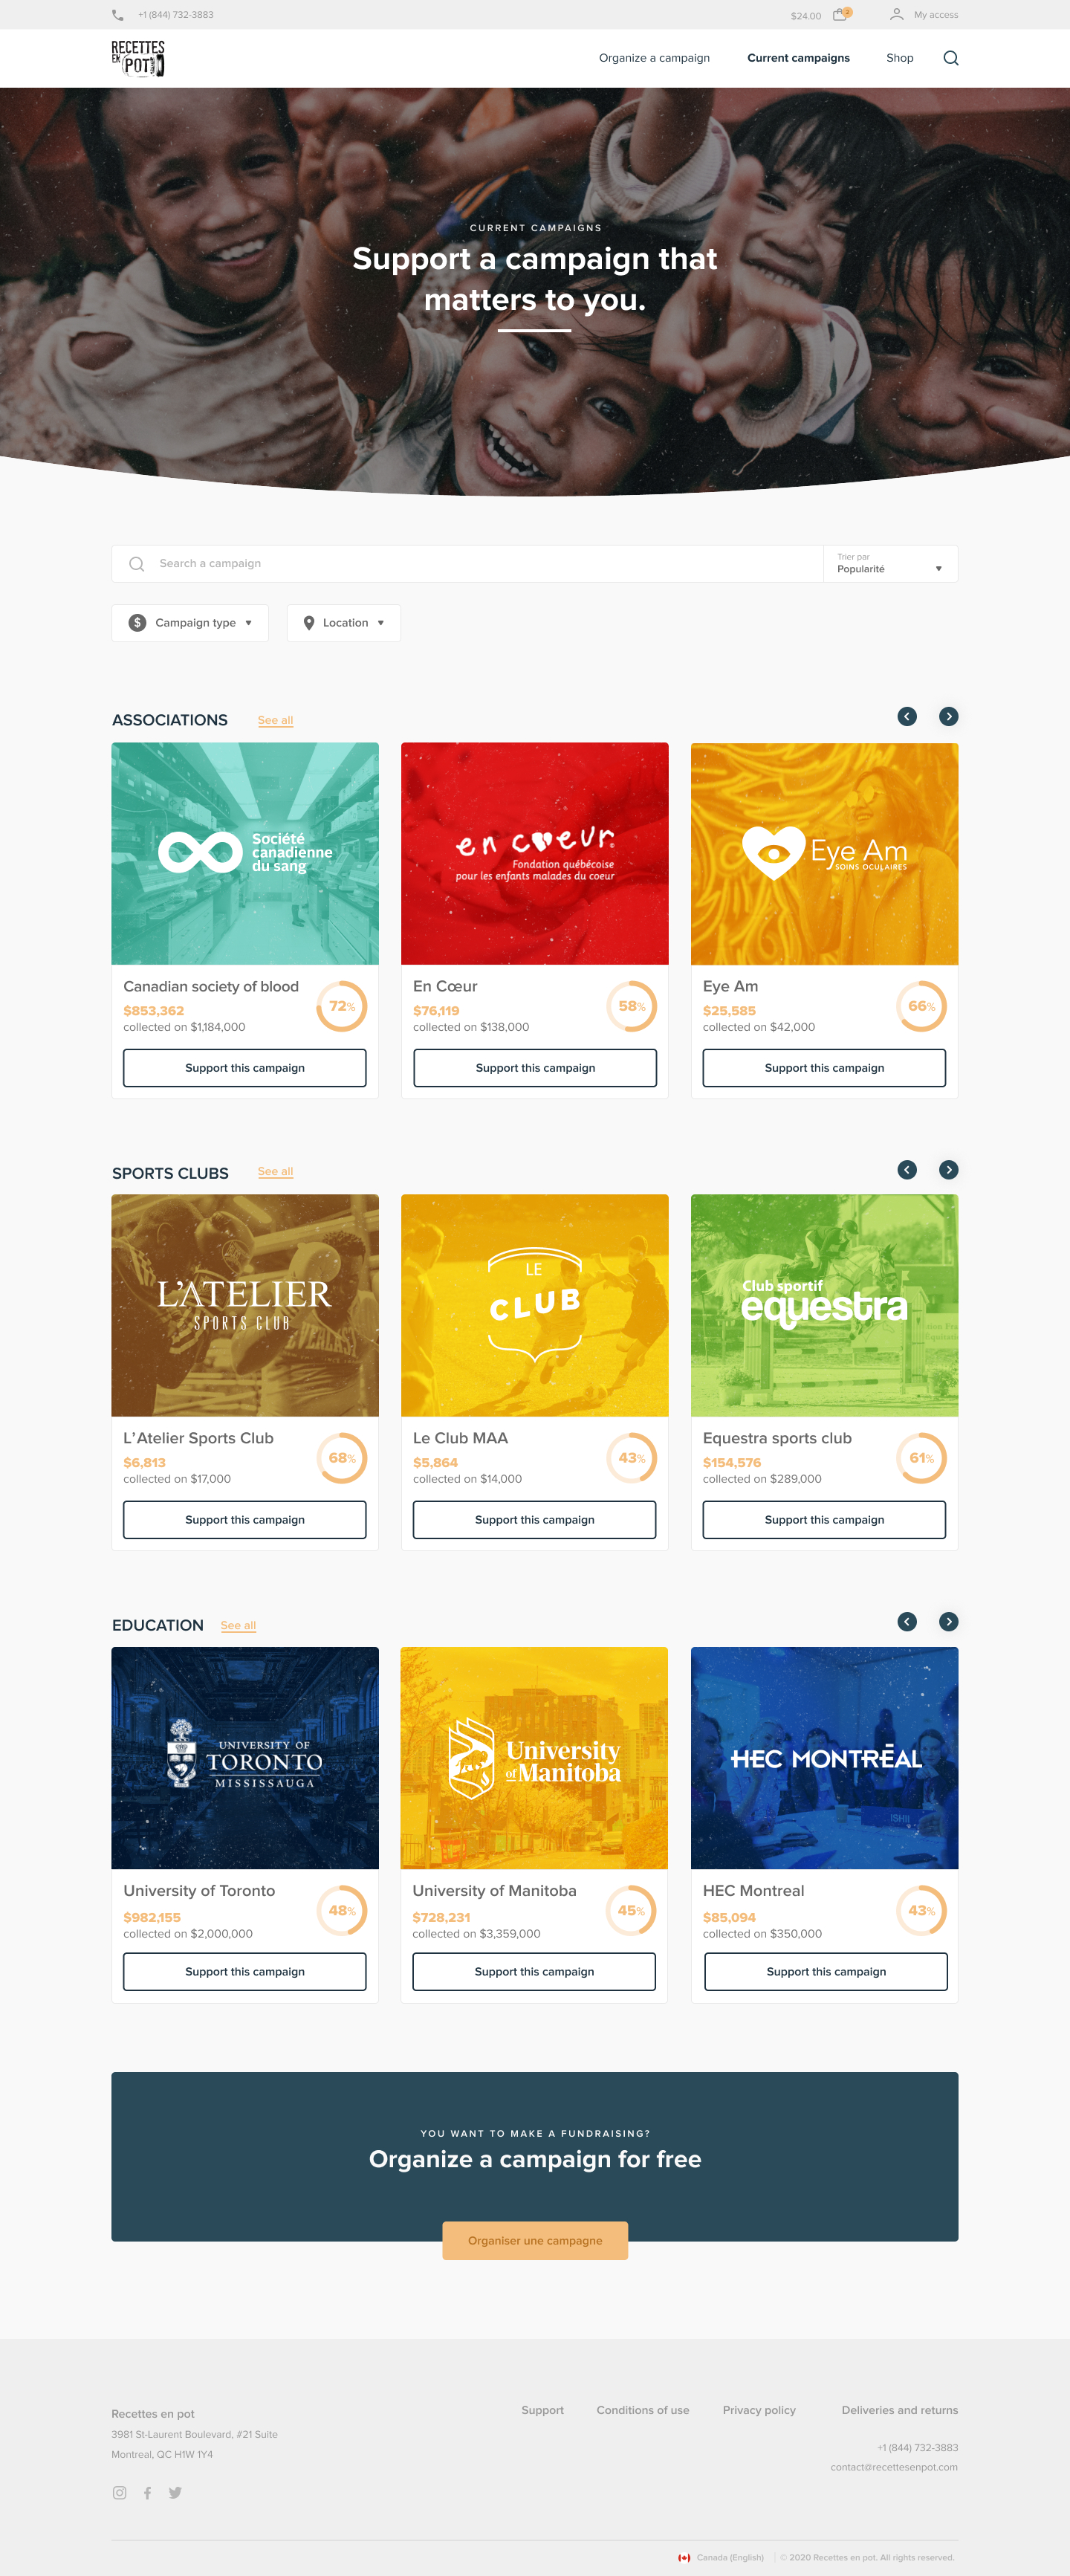 +1 (844) 732-3883
$24.00
2
My access
RECETTES
EN POT
Organize a campaign
Current campaigns
Shop
CURRENT CAMPAIGNS
Support a campaign that
matters to you.
Search a campaign
Trier par
Popularité
$ Campaign type
Location
ASSOCIATIONS
See all
Société
canadienne
du sang
Canadian society of blood
$853,362
collected on $1,184,000
72%
Support this campaign
en cœur
Fondation québécoise
pour les enfants malades du coeur
En Cœur
$76,119
collected on $138,000
58%
Support this campaign
Eye Am
SOINS OCULAIRES
Eye Am
$25,585
collected on $42,000
66%
Support this campaign
SPORTS CLUBS
See all
L'ATELIER
SPORTS CLUB
L'Atelier Sports Club
$6,813
collected on $17,000
68%
Support this campaign
LE
CLUB
Le Club MAA
$5,864
collected on $14,000
43%
Support this campaign
Club sportif
equestra
Equestra sports club
$154,576
collected on $289,000
61%
Support this campaign
EDUCATION
See all
UNIVERSITY OF
TORONTO
MISSISSAUGA
University of Toronto
$982,155
collected on $2,000,000
48%
Support this campaign
University
of Manitoba
University of Manitoba
$728,231
collected on $3,359,000
45%
Support this campaign
HEC MONTRĒAL
HEC Montreal
$85,094
collected on $350,000
43%
Support this campaign
YOU WANT TO MAKE A FUNDRAISING?
Organize a campaign for free
Organiser une campagne
Recettes en pot
3981 St-Laurent Boulevard, #21 Suite
Montreal, QC H1W 1Y4
Support
Conditions of use
Privacy policy
Deliveries and returns
+1 (844) 732-3883
contact@recettesenpot.com
Canada (English)
© 2020 Recettes en pot. All rights reserved.